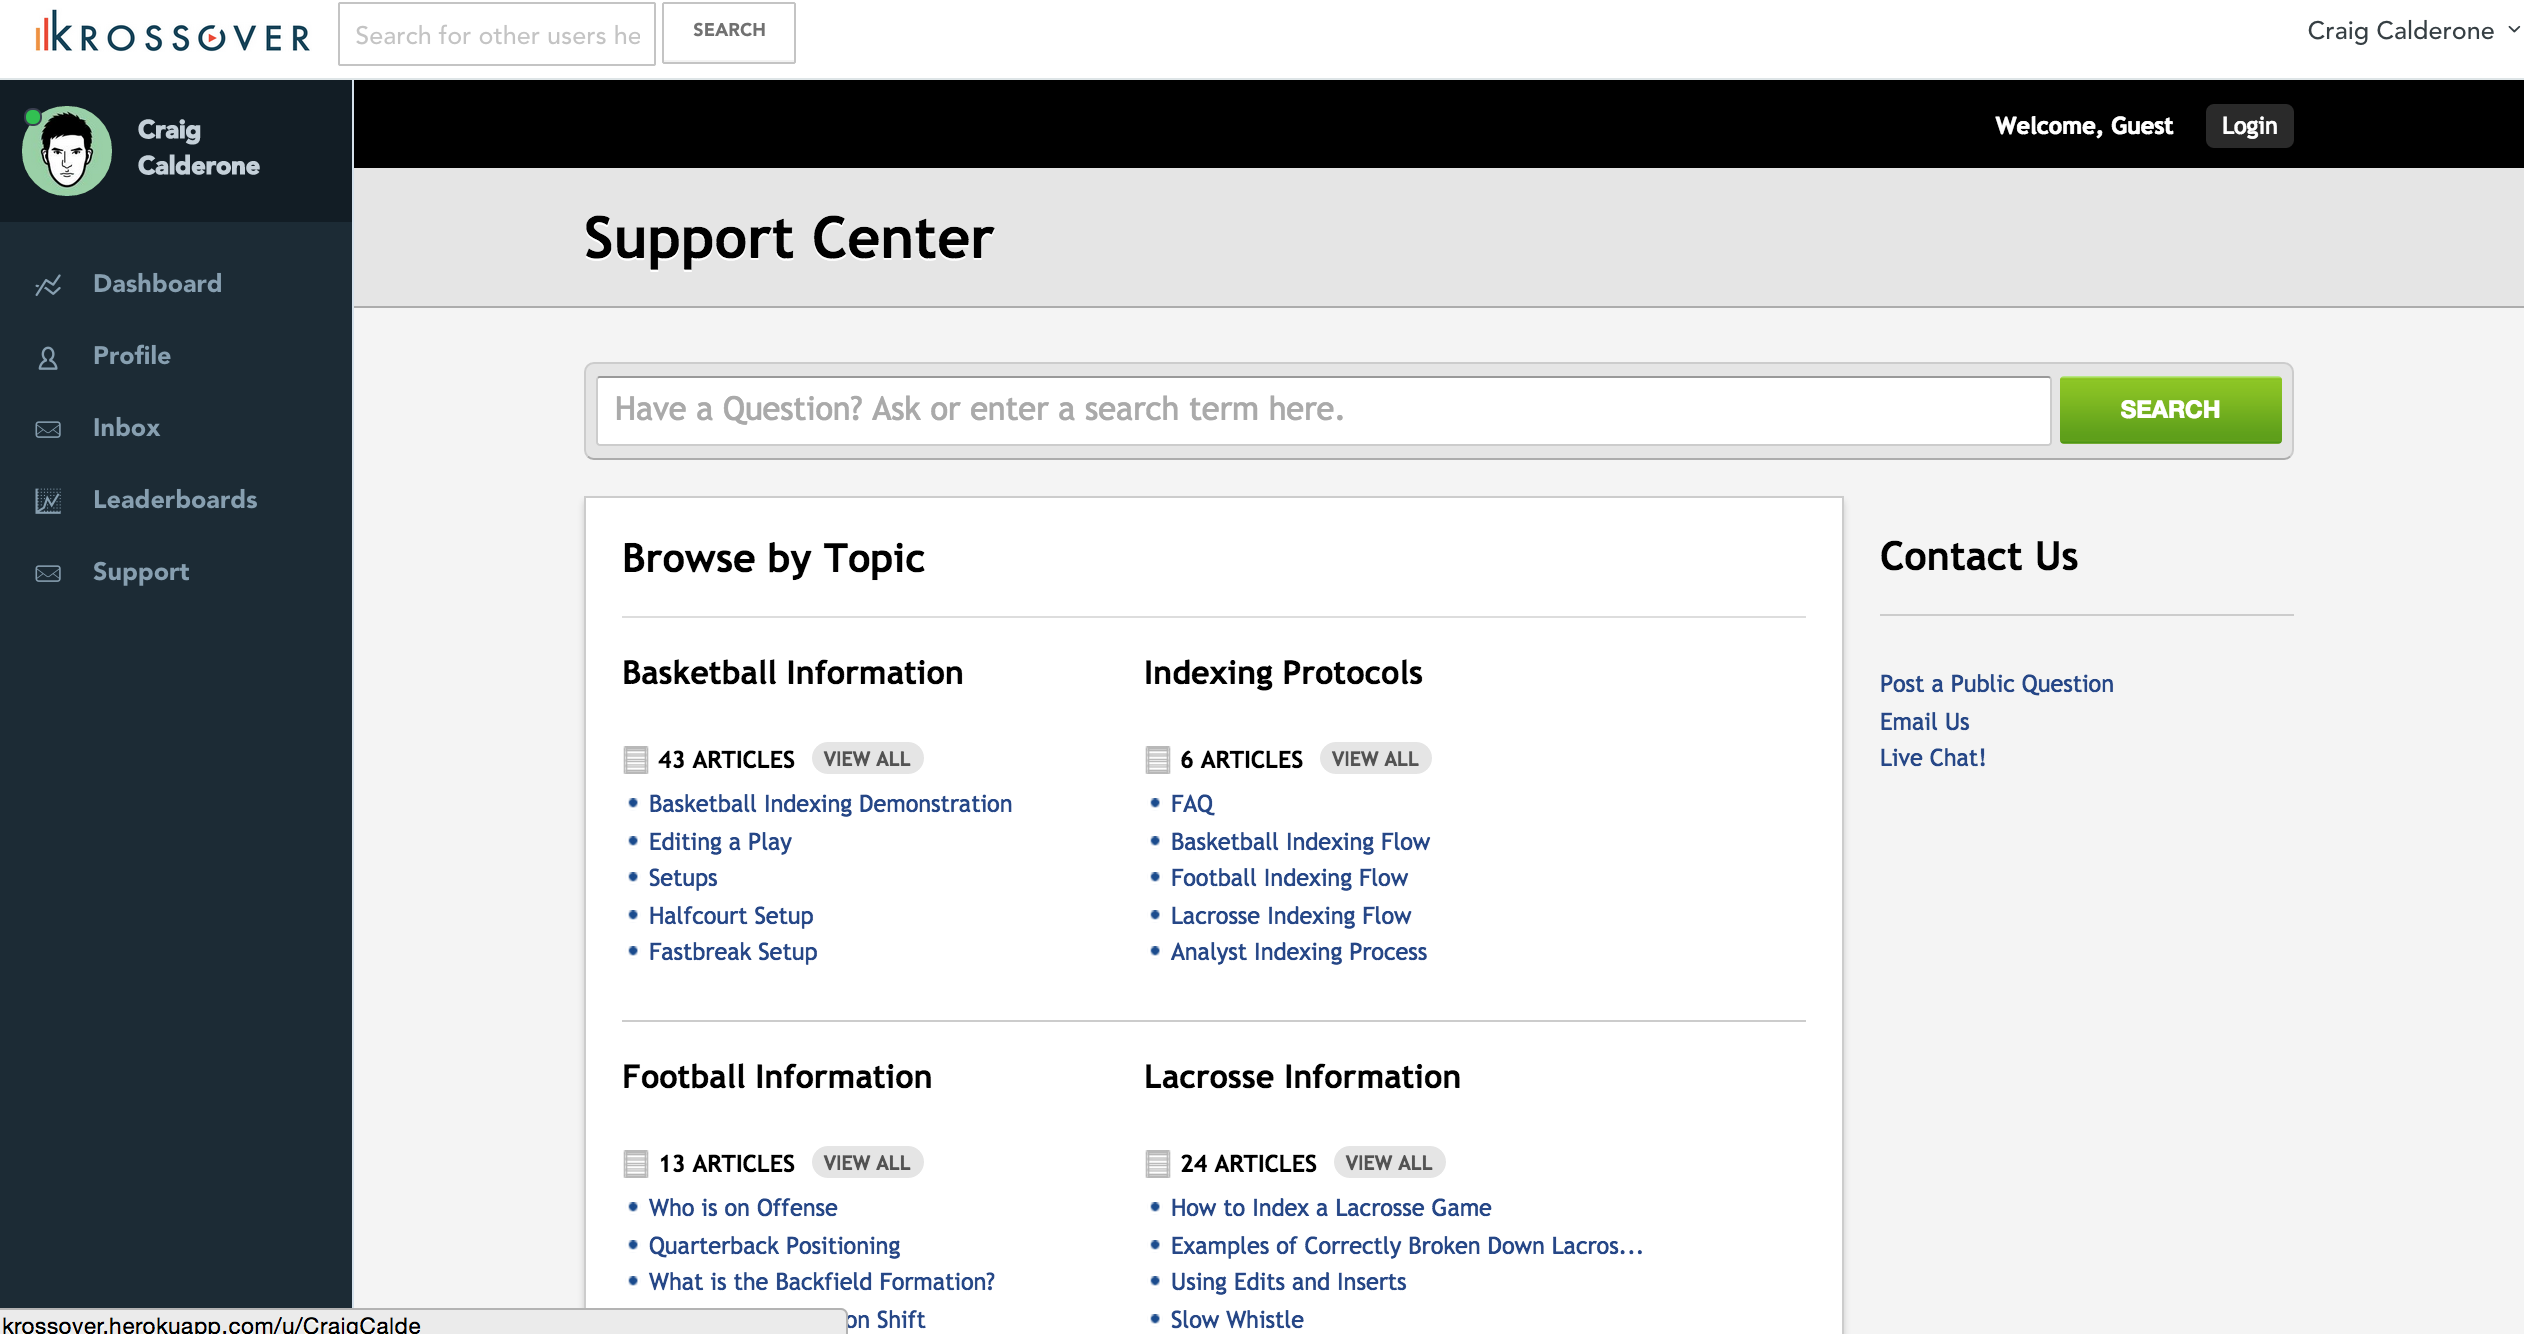 KROSSOVER
Search for other users he
SEARCH
Craig Calderone
Craig
Calderone
Dashboard
Profile
Inbox
Leaderboards
Support
Welcome, Guest
Login
Support Center
Have a Question? Ask or enter a search term here.
SEARCH
Browse by Topic
Basketball Information
43 ARTICLES VIEW ALL
Basketball Indexing Demonstration
Editing a Play
Setups
Halfcourt Setup
Fastbreak Setup
Indexing Protocols
6 ARTICLES VIEW ALL
FAQ
Basketball Indexing Flow
Football Indexing Flow
Lacrosse Indexing Flow
Analyst Indexing Process
Football Information
13 ARTICLES VIEW ALL
Who is on Offense
Quarterback Positioning
What is the Backfield Formation?
on Shift
Lacrosse Information
24 ARTICLES VIEW ALL
How to Index a Lacrosse Game
Examples of Correctly Broken Down Lacros...
Using Edits and Inserts
Slow Whistle
Contact Us
Post a Public Question
Email Us
Live Chat!
krossover.herokuapp.com/u/CraigCalde